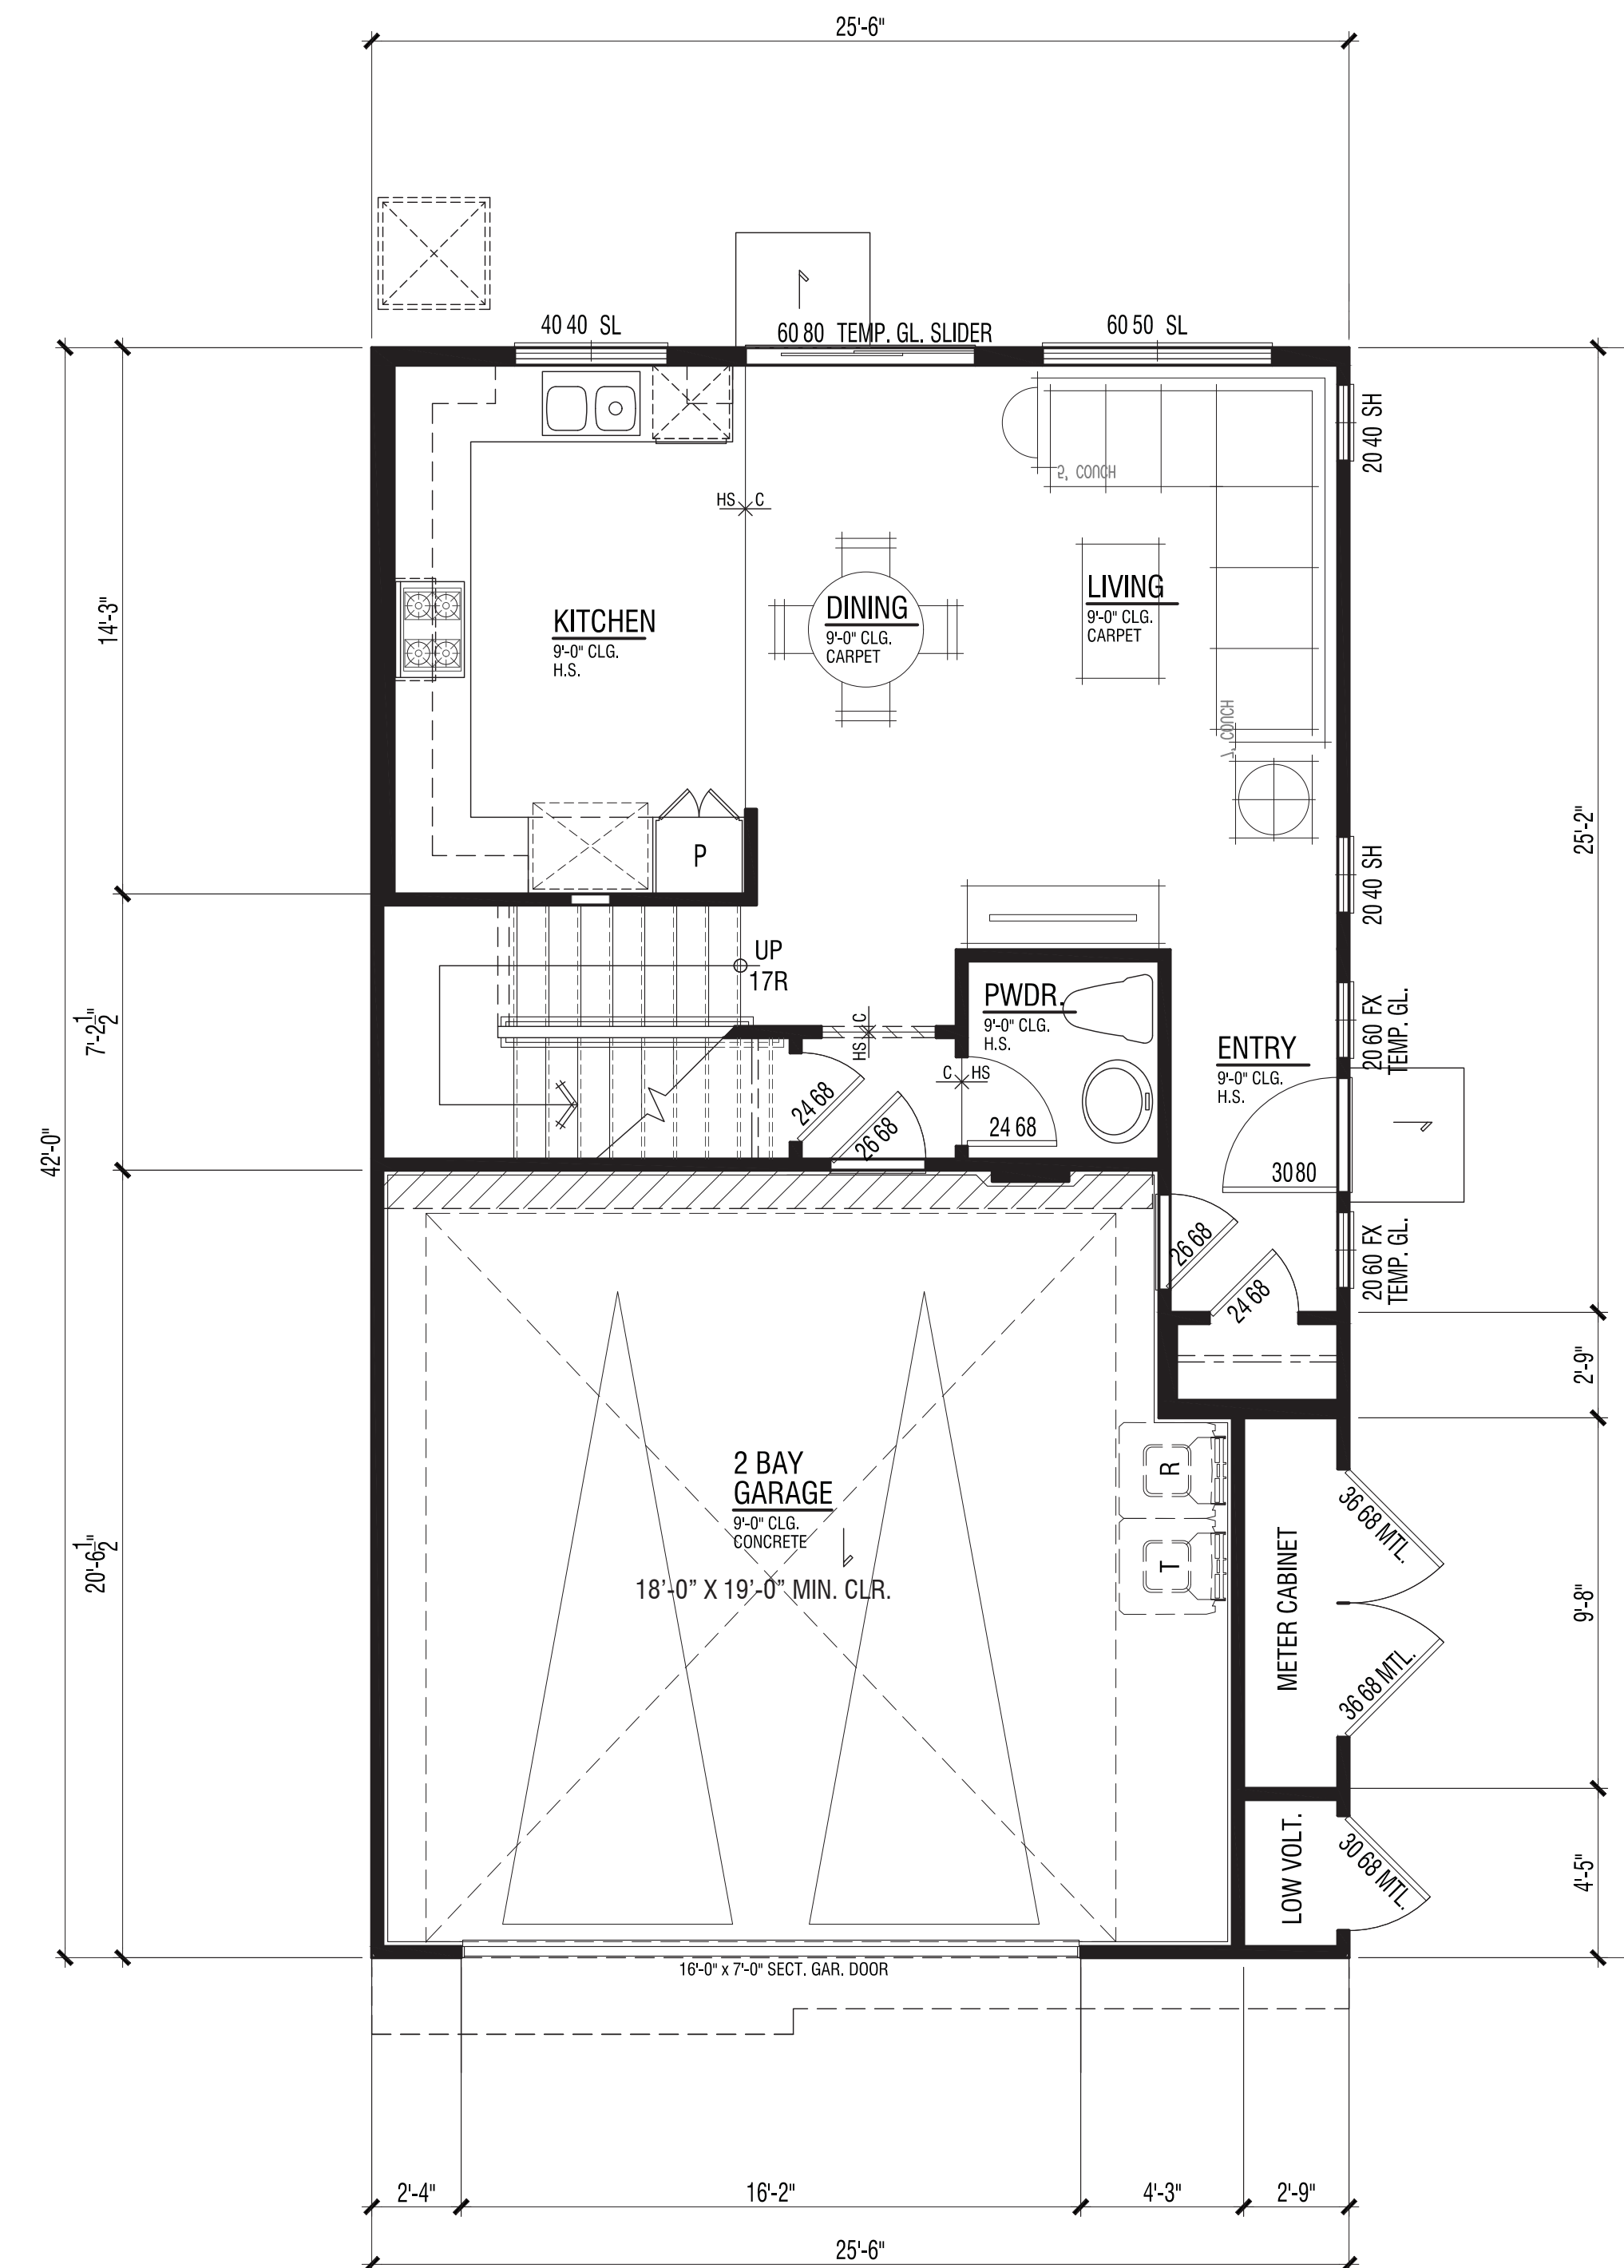 25'-6"
40 40 SL
60 80 TEMP. GL. SLIDER
60 50 SL
20 40 SH
5' COUCH
HS C
14'-3"
KITCHEN
9'-0" CLG.
H.S.
DINING
9'-0" CLG.
CARPET
LIVING
9'-0" CLG.
CARPET
7' COUCH
25'-2"
P
20 40 SH
UP
17R
PWDR.
9'-0" CLG.
H.S.
HS C
C HS
ENTRY
9'-0" CLG.
H.S.
20 60 FX
TEMP. GL.
7'-2 1/2"
42'-0"
24 68
26 68
24 68
30 80
26 68
24 68
20 60 FX
TEMP. GL.
2'-9"
2 BAY
GARAGE
9'-0" CLG.
CONCRETE
18'-0" X 19'-0" MIN. CLR.
R
T
METER CABINET
36 68 MTL.
36 68 MTL.
20'-6 1/2"
9'-8"
LOW VOLT.
30 68 MTL.
4'-5"
16'-0" x 7'-0" SECT. GAR. DOOR
2'-4"
16'-2"
4'-3"
2'-9"
25'-6"